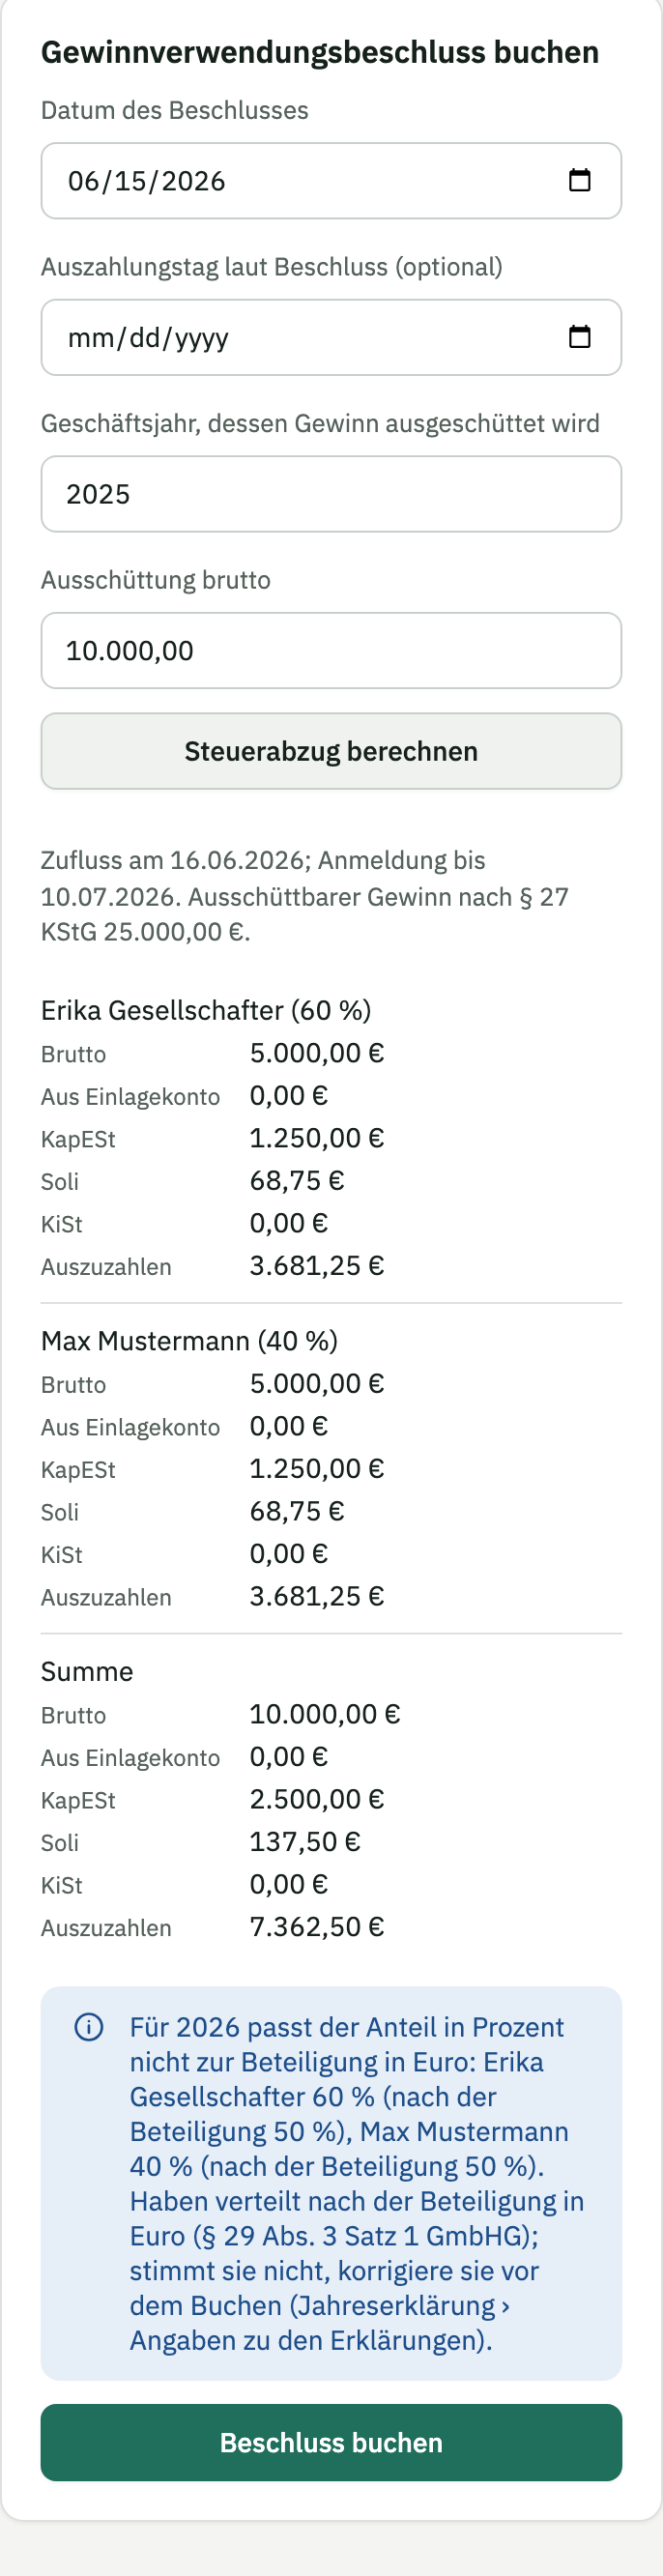 Gewinnverwendungsbeschluss buchen
Datum des Beschlusses
06/15/2026
Auszahlungstag laut Beschluss (optional)
mm/dd/yyyy
Geschäftsjahr, dessen Gewinn ausgeschüttet wird
2025
Ausschüttung brutto
10.000,00
Steuerabzug berechnen
Zufluss am 16.06.2026; Anmeldung bis
10.07.2026. Ausschüttbarer Gewinn nach § 27
KStG 25.000,00 €.
Erika Gesellschafter (60 %)
Brutto 5.000,00 €
Aus Einlagekonto 0,00 €
KapESt 1.250,00 €
Soli 68,75 €
KiSt 0,00 €
Auszuzahlen 3.681,25 €
Max Mustermann (40 %)
Brutto 5.000,00 €
Aus Einlagekonto 0,00 €
KapESt 1.250,00 €
Soli 68,75 €
KiSt 0,00 €
Auszuzahlen 3.681,25 €
Summe
Brutto 10.000,00 €
Aus Einlagekonto 0,00 €
KapESt 2.500,00 €
Soli 137,50 €
KiSt 0,00 €
Auszuzahlen 7.362,50 €
Für 2026 passt der Anteil in Prozent
nicht zur Beteiligung in Euro: Erika
Gesellschafter 60 % (nach der
Beteiligung 50 %), Max Mustermann
40 % (nach der Beteiligung 50 %).
Haben verteilt nach der Beteiligung in
Euro (§ 29 Abs. 3 Satz 1 GmbHG);
stimmt sie nicht, korrigiere sie vor
dem Buchen (Jahreserklärung ›
Angaben zu den Erklärungen).
Beschluss buchen